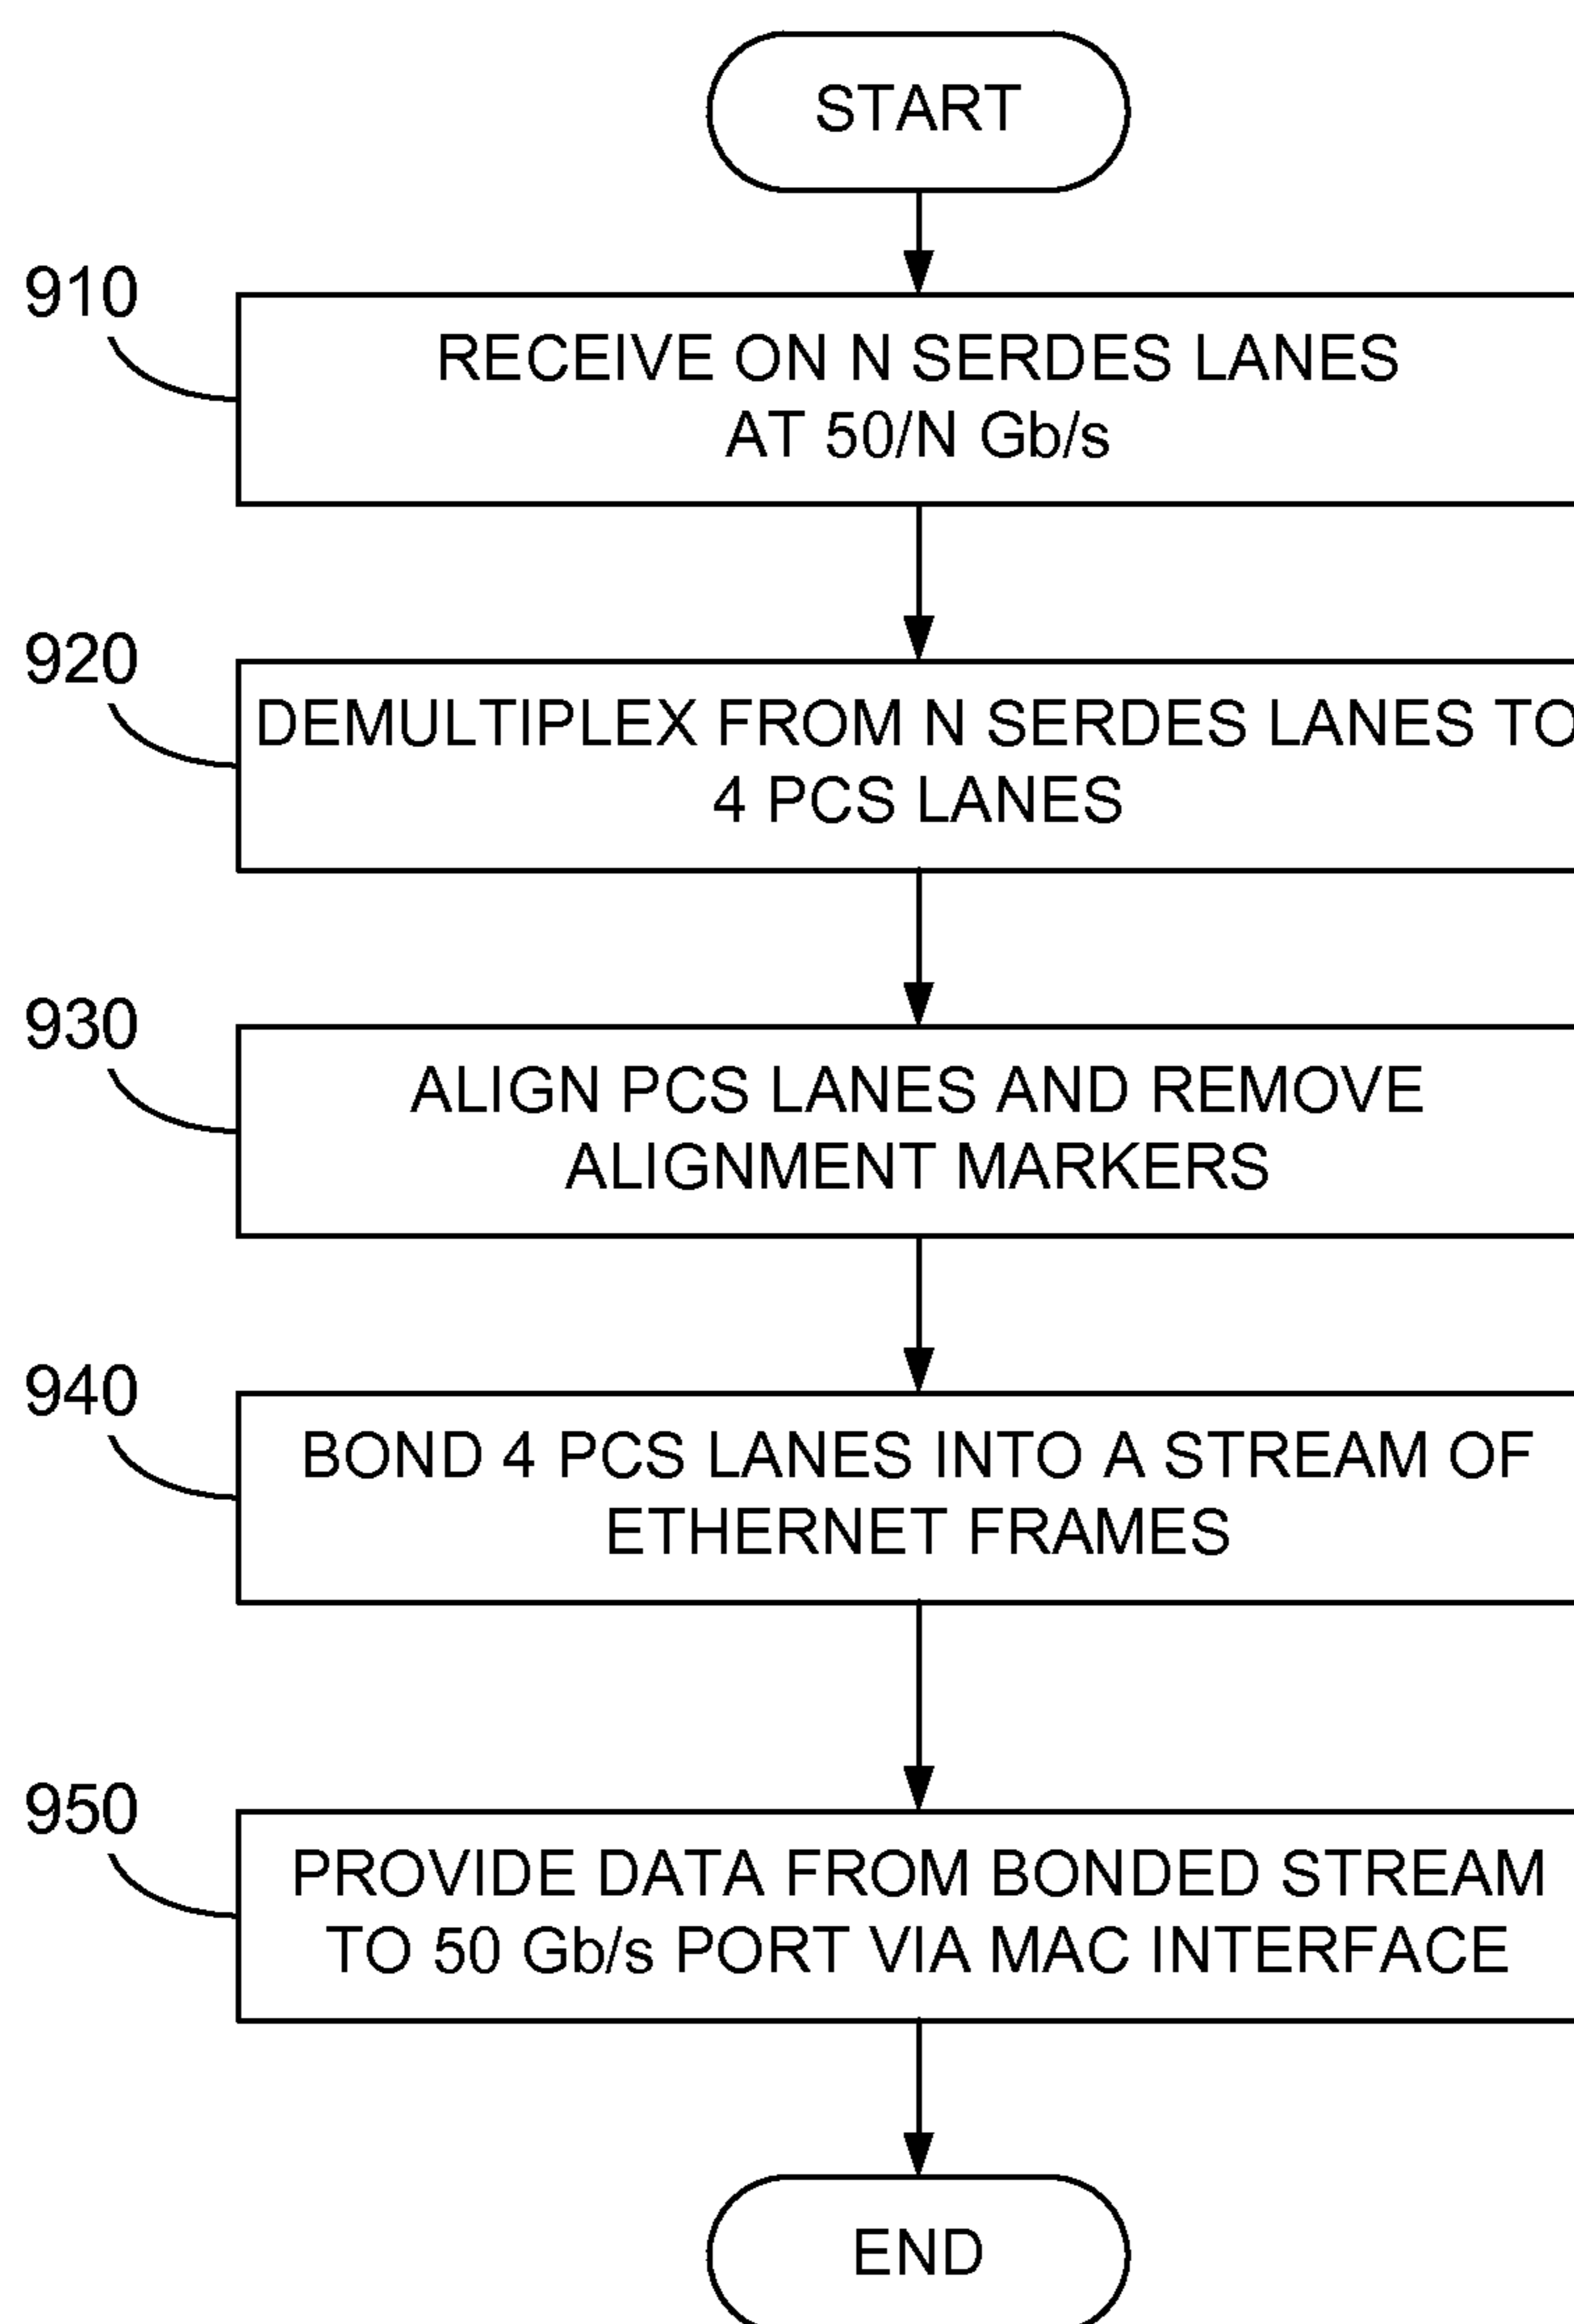 START
910
RECEIVE ON N SERDES LANES
AT 50/N Gb/s
920
DEMULTIPLEX FROM N SERDES LANES TO
4 PCS LANES
930
ALIGN PCS LANES AND REMOVE
ALIGNMENT MARKERS
940
BOND 4 PCS LANES INTO A STREAM OF
ETHERNET FRAMES
950
PROVIDE DATA FROM BONDED STREAM
TO 50 Gb/s PORT VIA MAC INTERFACE
END